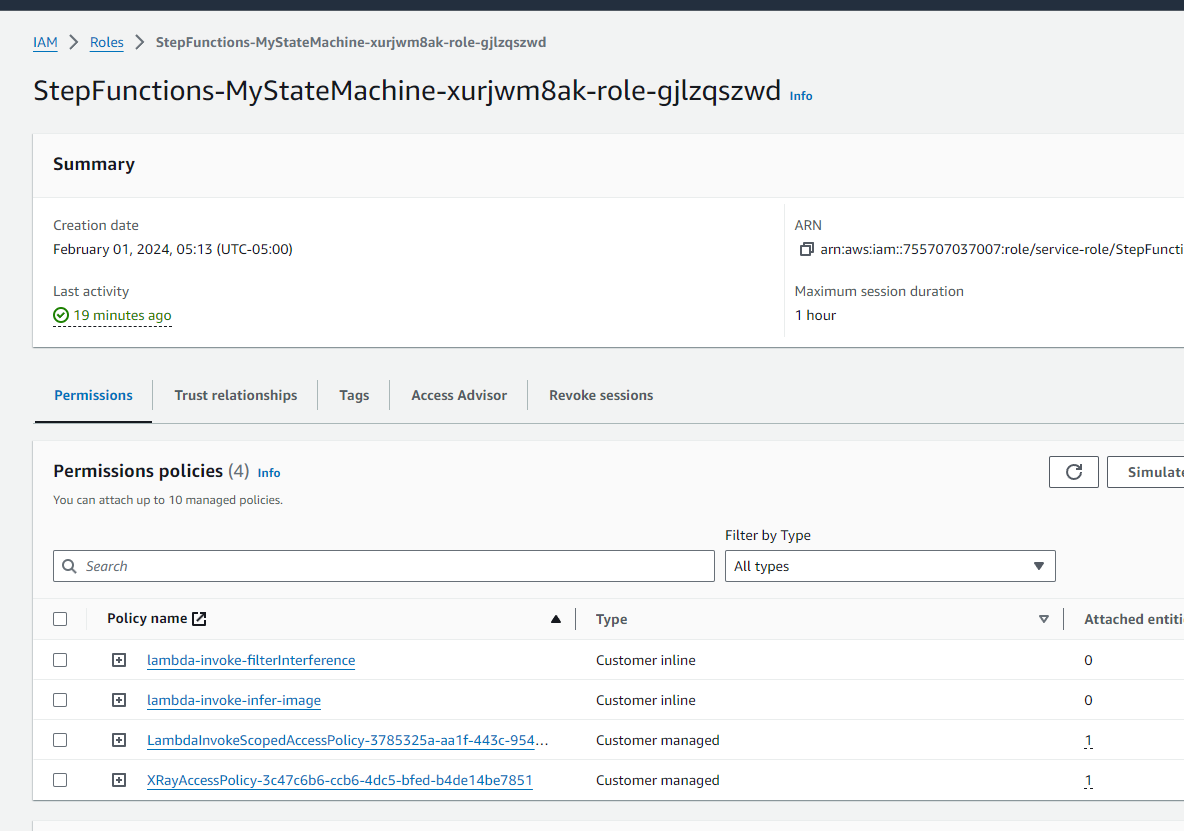 IAM > Roles > StepFunctions-MyStateMachine-xurjwm8ak-role-gjlzqszwd
StepFunctions-MyStateMachine-xurjwm8ak-role-gjlzqszwd Info
Summary
Creation date
February 01, 2024, 05:13 (UTC-05:00)
ARN
arn:aws:iam::755707037007:role/service-role/StepFuncti
Last activity
19 minutes ago
Maximum session duration
1 hour
Permissions Trust relationships Tags Access Advisor Revoke sessions
Permissions policies (4) Info
You can attach up to 10 managed policies.
Simulate
Filter by Type
Search
All types
Policy name Type Attached entiti
lambda-invoke-filterInterference Customer inline 0
lambda-invoke-infer-image Customer inline 0
LambdaInvokeScopedAccessPolicy-3785325a-aa1f-443c-954... Customer managed 1
XRayAccessPolicy-3c47c6b6-ccb6-4dc5-bfed-b4de14be7851 Customer managed 1